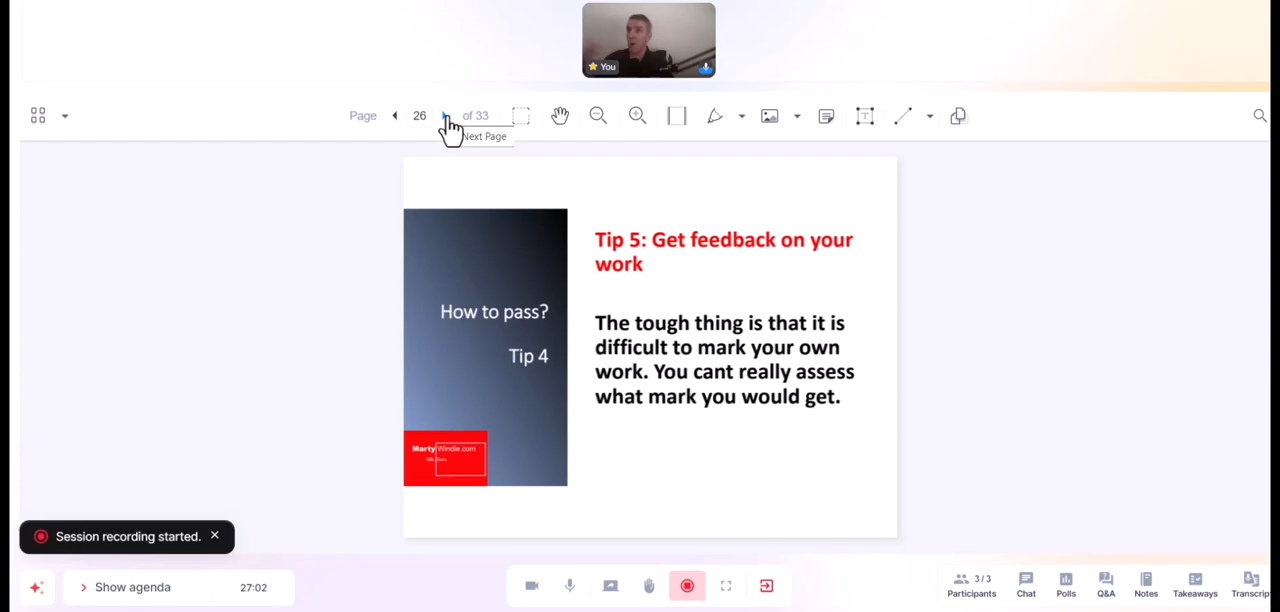 You
Page
26
of 33
Next Page
Tip 5: Get feedback on your
work
How to pass?
Tip 4
The tough thing is that it is
difficult to mark your own
work. You cant really assess
what mark you would get.
MartyWindle.com
Session recording started.
Show agenda
27:02
3 / 3
Participants
Chat
Polls
Q&A
Notes
Takeaways
Transcrip